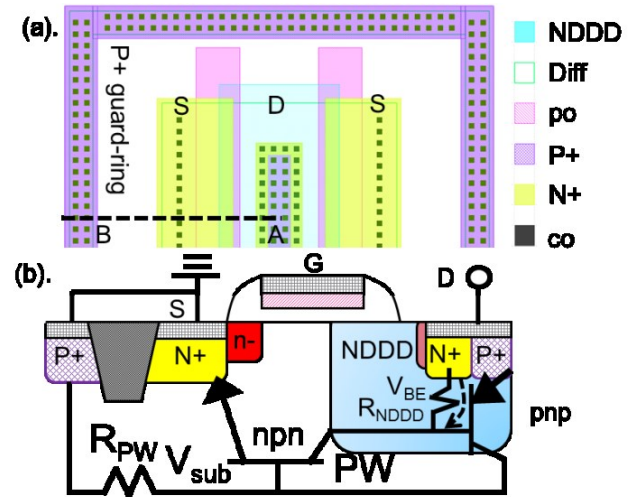 (a).
P+ guard-ring
S
D
S
B
A
NDDD
Diff
po
P+
N+
co
(b).
G
D
S
P+
N+
n-
NDDD
N+
P+
VBE
RNDDD
pnp
npn
RPW
Vsub
PW